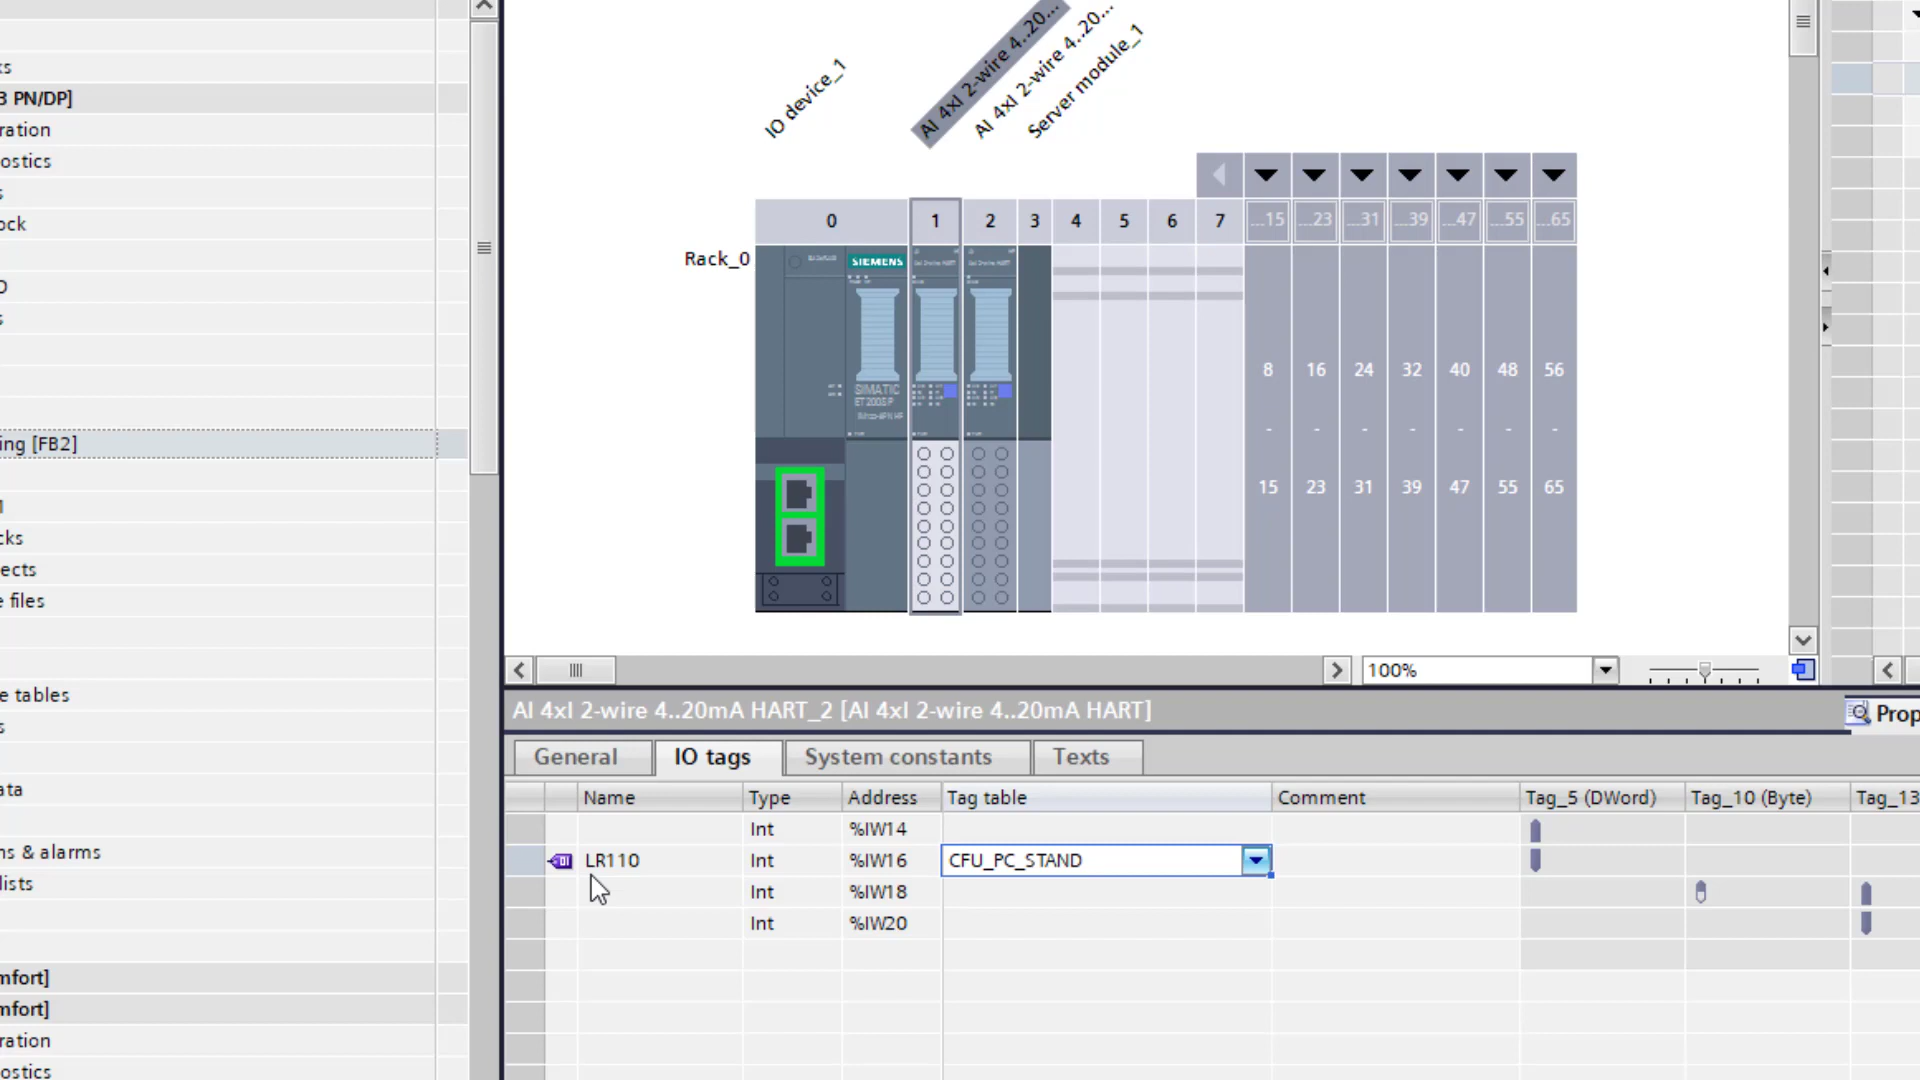 ks
3 PN/DP]
ration
ostics
s
ock
O
s
ing [FB2]
1
cks
ects
e files
e tables
s
ata
ns & alarms
lists
mfort]
mfort]
ration
ostics
IO device_1
AI 4xI 2-wire 4..20...
AI 4xI 2-wire 4..20...
Server module_1
0 1 2 3 4 5 6 7 ...15 ...23 ...31 ...39 ...47 ...55 ...65
Rack_0
SIEMENS
SIMATIC
ET 200SP
8 16 24 32 40 48 56
- - - - - - -
15 23 31 39 47 55 65
100%
AI 4xI 2-wire 4..20mA HART_2 [AI 4xI 2-wire 4..20mA HART]
Prop
General IO tags System constants Texts
Name Type Address Tag table Comment Tag_5 (DWord) Tag_10 (Byte) Tag_13
Int %IW14
LR110 Int %IW16 CFU_PC_STAND
Int %IW18
Int %IW20